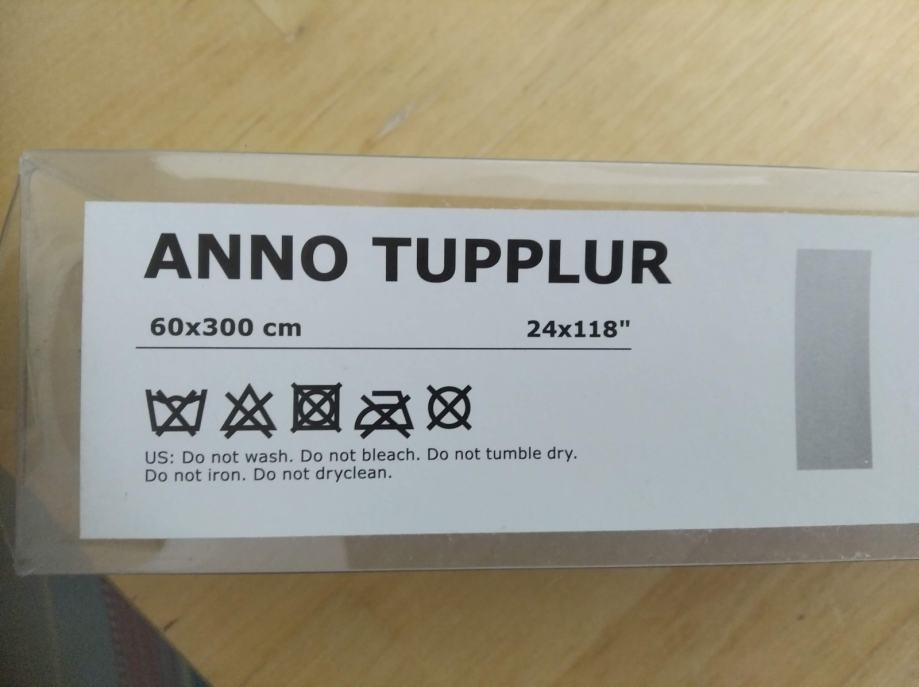 ANNO TUPPLUR
60x300 cm 24x118"
US: Do not wash. Do not bleach. Do not tumble dry.
Do not iron. Do not dryclean.